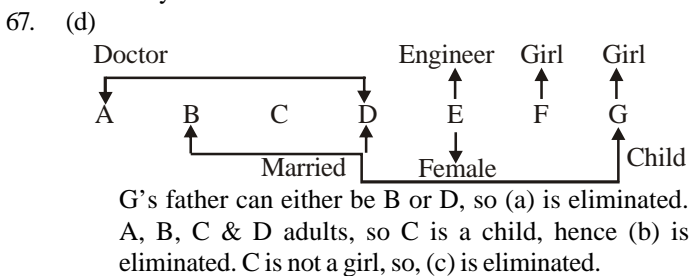 67. (d)
Doctor Engineer Girl Girl
A B C D E F G
Married Female Child
G's father can either be B or D, so (a) is eliminated.
A, B, C & D adults, so C is a child, hence (b) is
eliminated. C is not a girl, so, (c) is eliminated.